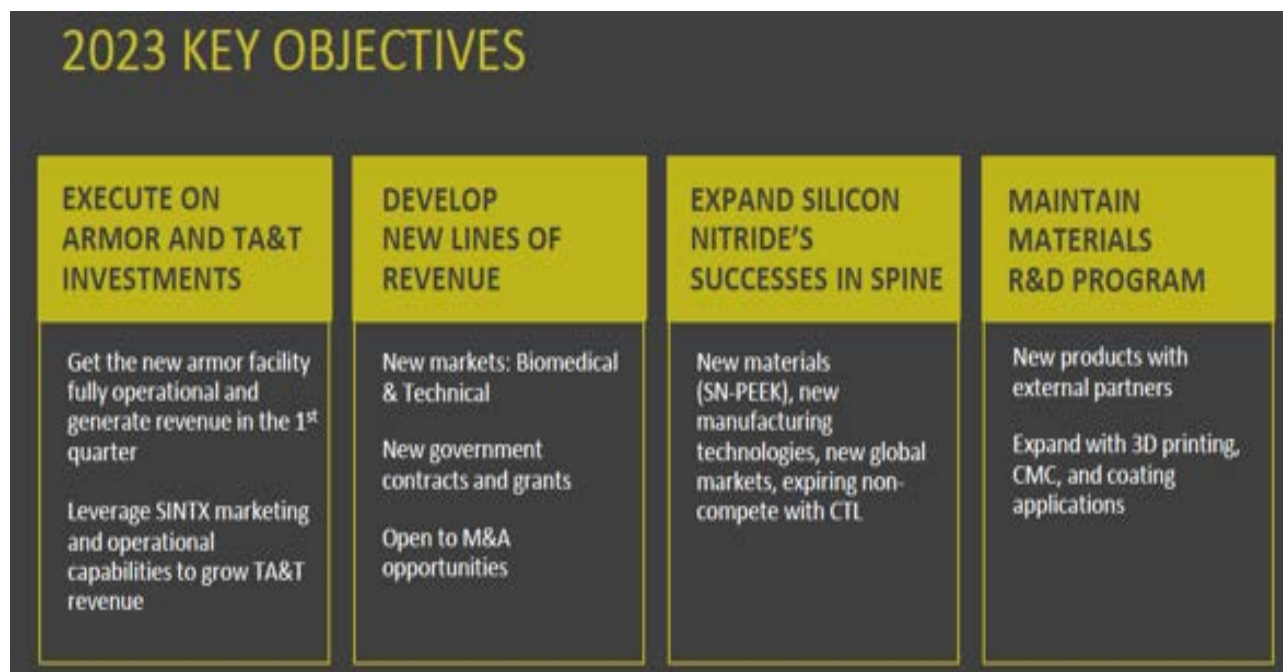 2023 KEY OBJECTIVES
EXECUTE ON
ARMOR AND TA&T
INVESTMENTS
Get the new armor facility
fully operational and
generate revenue in the 1st
quarter
Leverage SINTX marketing
and operational
capabilities to grow TA&T
revenue
DEVELOP
NEW LINES OF
REVENUE
New markets: Biomedical
& Technical
New government
contracts and grants
Open to M&A
opportunities
EXPAND SILICON
NITRIDE'S
SUCCESSES IN SPINE
New materials
(SN-PEEK), new
manufacturing
technologies, new global
markets, expiring non-
compete with CTL
MAINTAIN
MATERIALS
R&D PROGRAM
New products with
external partners
Expand with 3D printing,
CMC, and coating
applications